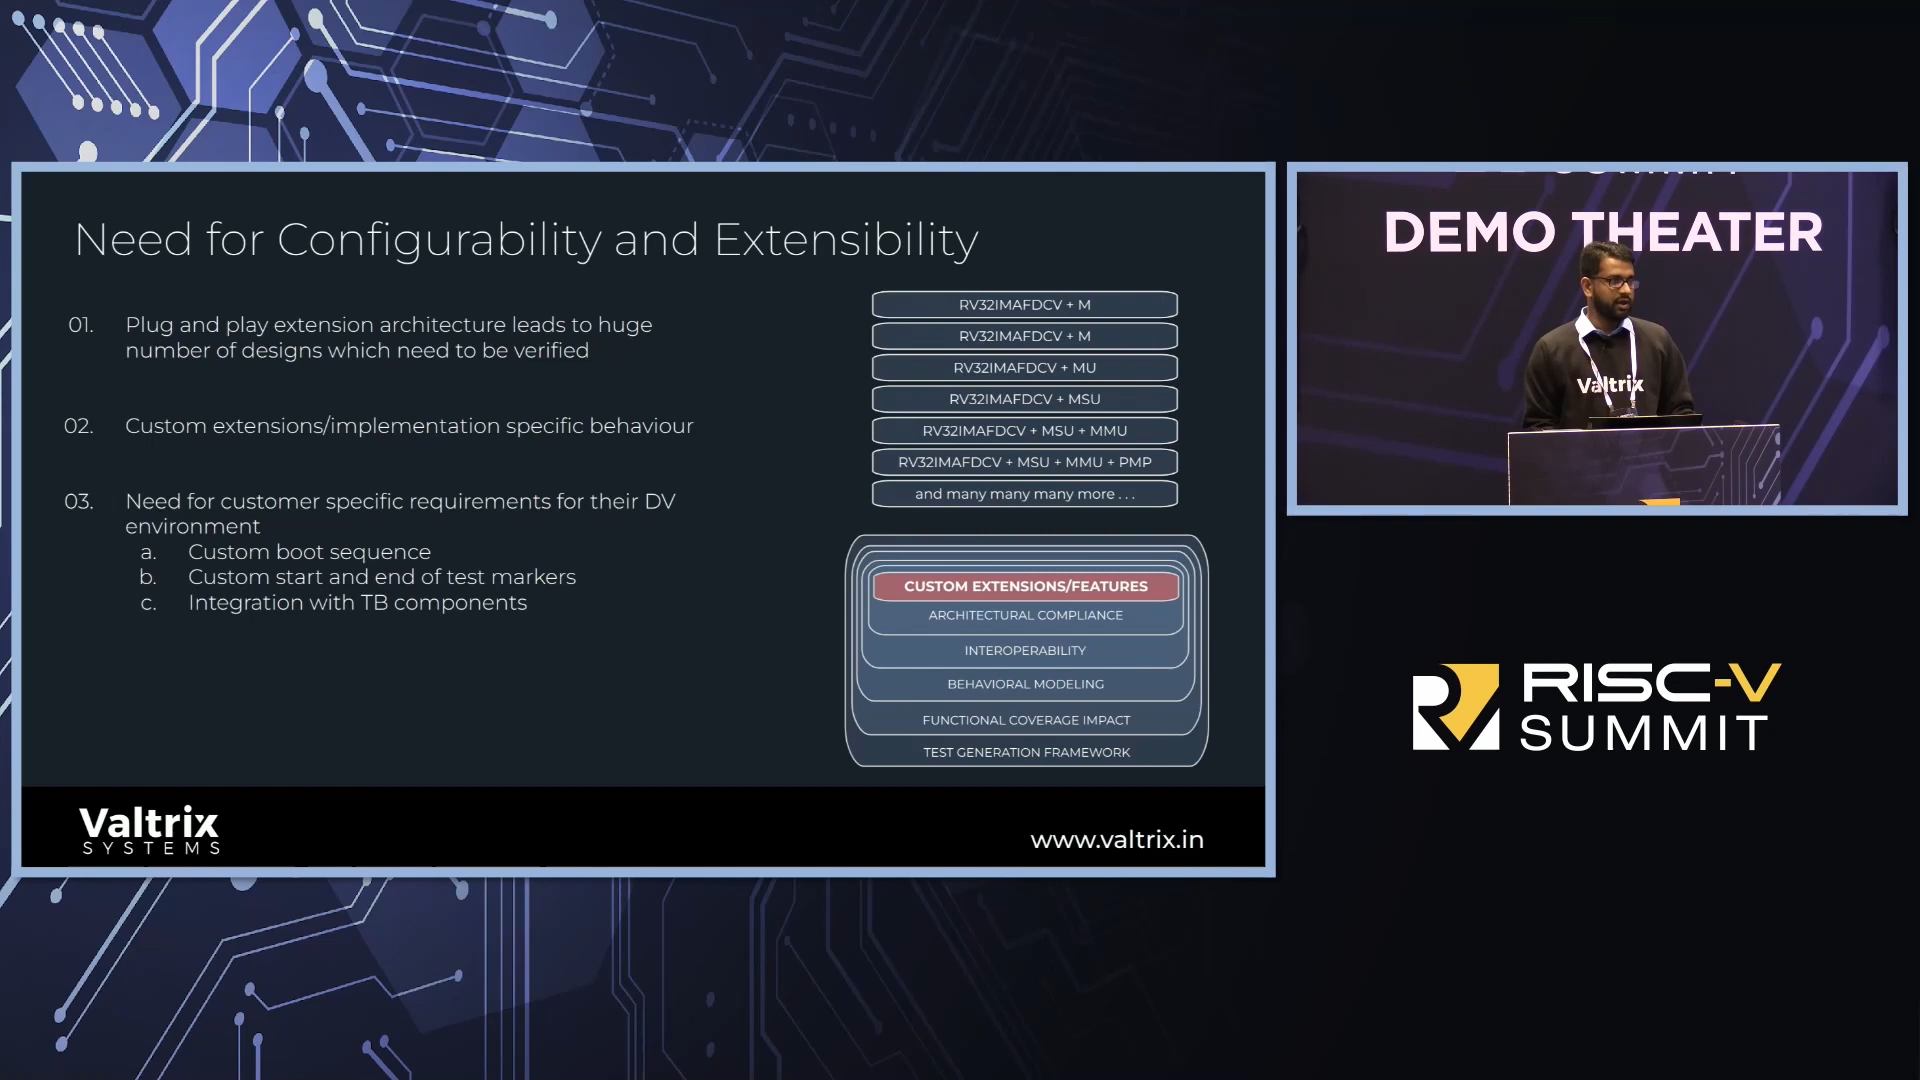 Need for Configurability and Extensibility
01. Plug and play extension architecture leads to huge
number of designs which need to be verified
02. Custom extensions/implementation specific behaviour
03. Need for customer specific requirements for their DV
environment
a. Custom boot sequence
b. Custom start and end of test markers
c. Integration with TB components
RV32IMAFDCV + M
RV32IMAFDCV + M
RV32IMAFDCV + MU
RV32IMAFDCV + MSU
RV32IMAFDCV + MSU + MMU
RV32IMAFDCV + MSU + MMU + PMP
and many many many more . . .
CUSTOM EXTENSIONS/FEATURES
ARCHITECTURAL COMPLIANCE
INTEROPERABILITY
BEHAVIORAL MODELING
FUNCTIONAL COVERAGE IMPACT
TEST GENERATION FRAMEWORK
Valtrix
SYSTEMS
www.valtrix.in
DEMO THEATER
Valtrix
RISC-V
SUMMIT